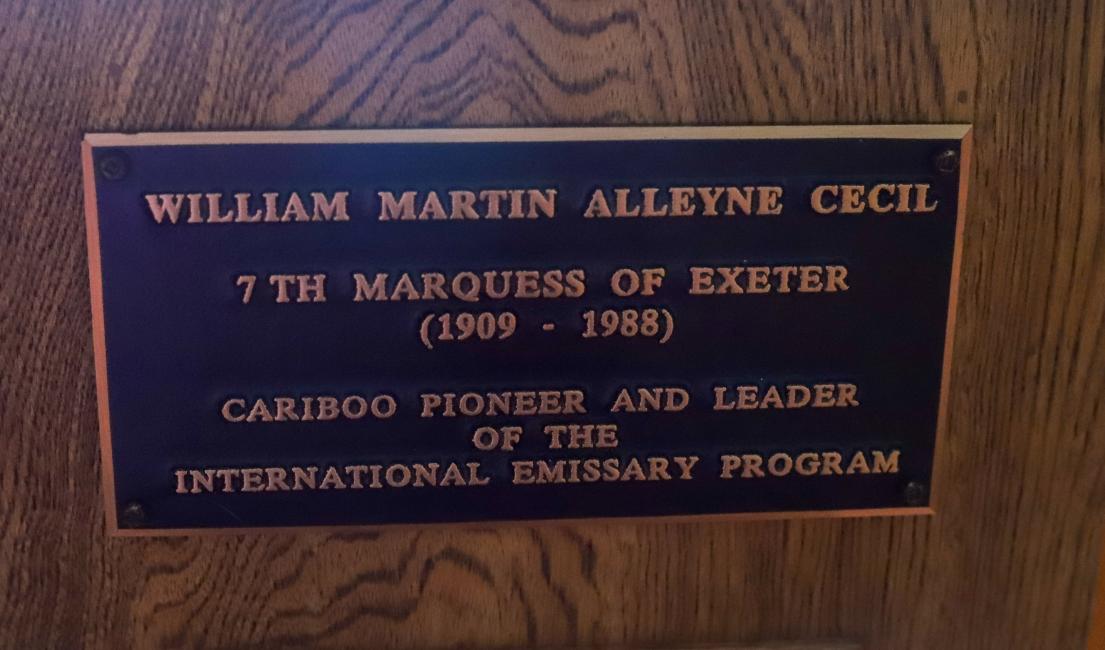 WILLIAM MARTIN ALLEYNE CECIL
7 TH MARQUESS OF EXETER
(1909 - 1988)
CARIBOO PIONEER AND LEADER
OF THE
INTERNATIONAL EMISSARY PROGRAM